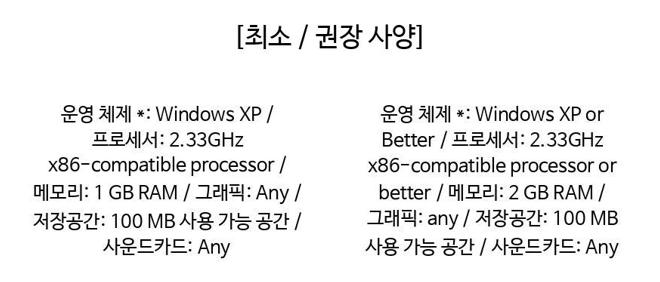 [최소 / 권장 사양]
운영 체제 *: Windows XP /
프로세서: 2.33GHz
x86-compatible processor /
메모리: 1 GB RAM / 그래픽: Any /
저장공간: 100 MB 사용 가능 공간 /
사운드카드: Any
운영 체제 *: Windows XP or
Better / 프로세서: 2.33GHz
x86-compatible processor or
better / 메모리: 2 GB RAM /
그래픽: any / 저장공간: 100 MB
사용 가능 공간 / 사운드카드: Any